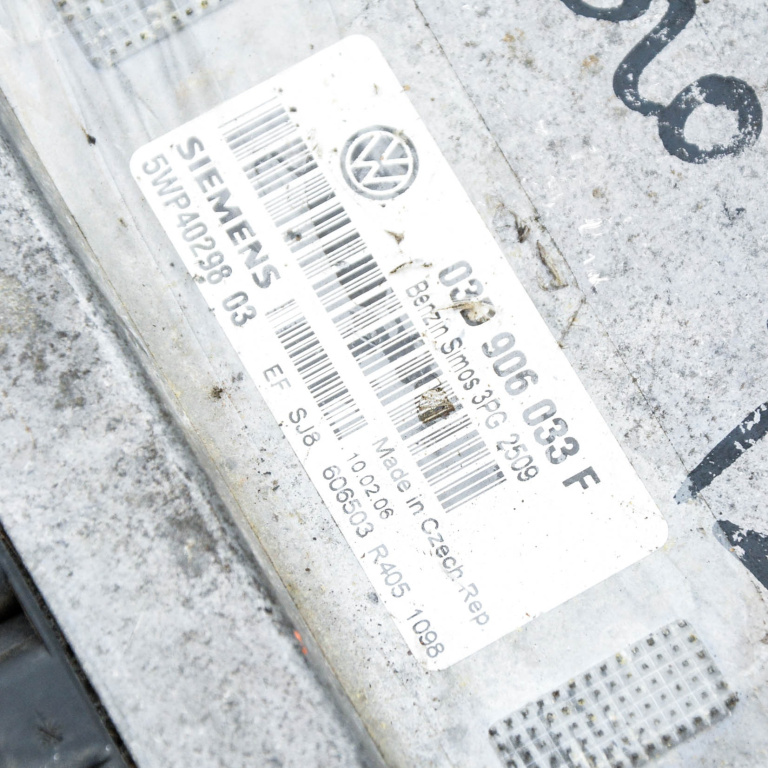 03D 906 033 F
Benzin Simos 3PG 2509
SIEMENS
5WP40298 03
Made in Czech Rep.
10.02.06
EF SJ8 606503 R405 1098